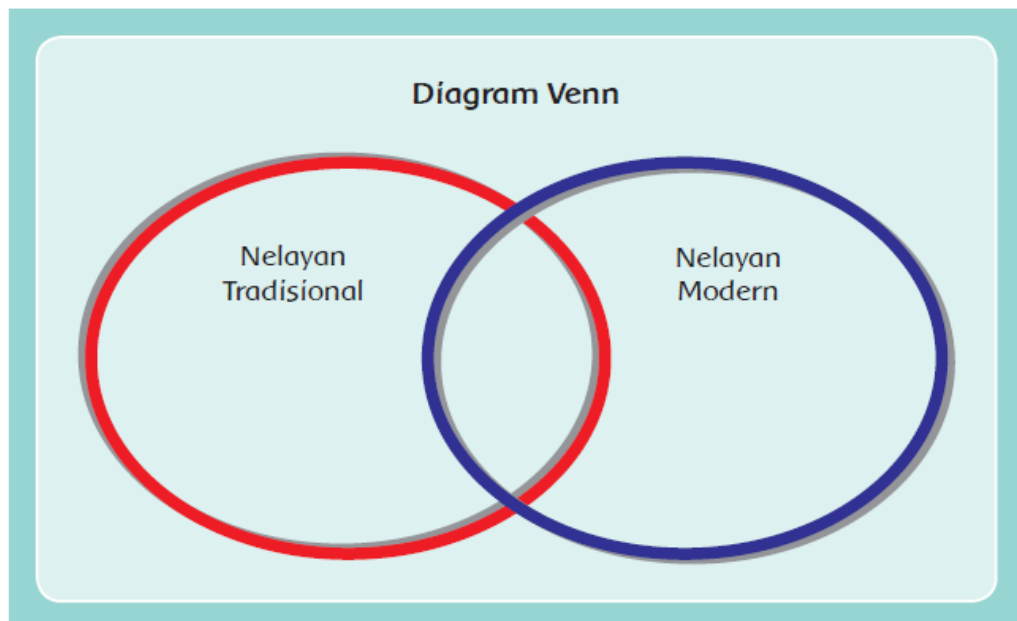 Diagram Venn
Nelayan
Tradisional
Nelayan
Modern